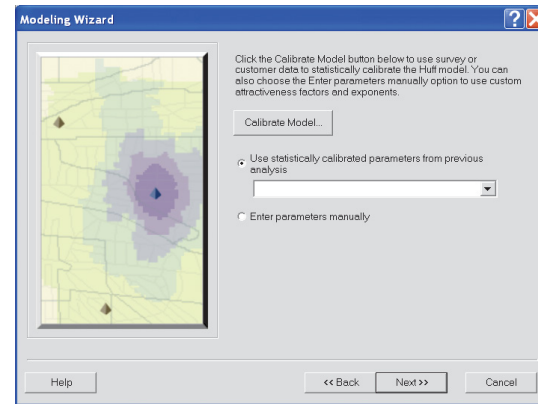 Modeling Wizard
Click the Calibrate Model button below to use survey or
customer data to statistically calibrate the Huff model. You can
also choose the Enter parameters manually option to use custom
attractiveness factors and exponents.
Calibrate Model...
Use statistically calibrated parameters from previous
analysis
Enter parameters manually
Help
<< Back
Next >>
Cancel